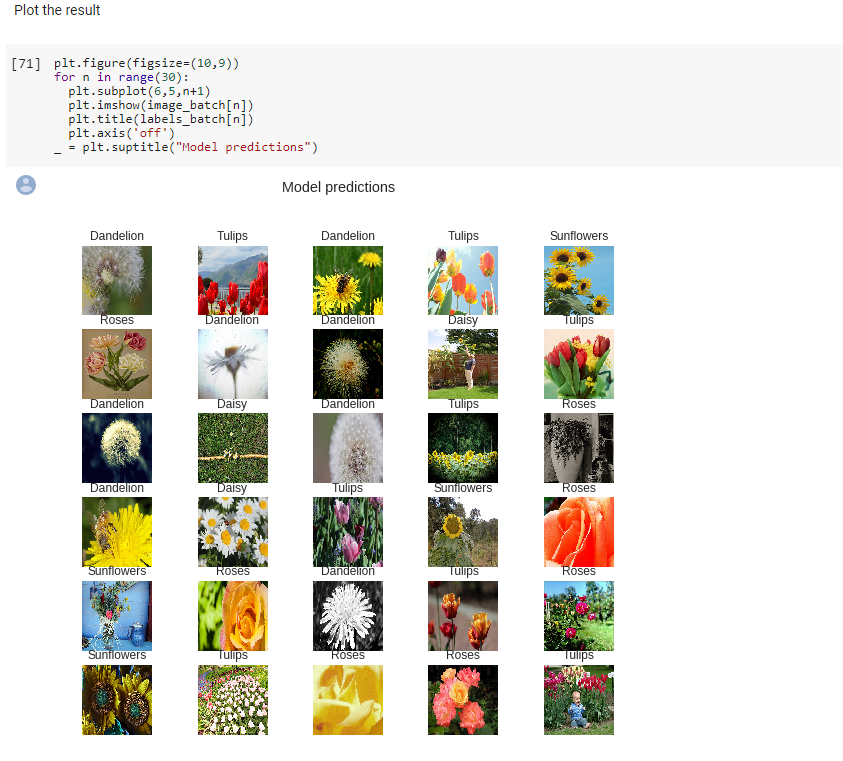 Plot the result
[71] plt.figure(figsize=(10,9))
for n in range(30):
plt.subplot(6,5,n+1)
plt.imshow(image_batch[n])
plt.title(labels_batch[n])
plt.axis('off')
_ = plt.suptitle("Model predictions")
Model predictions
Dandelion Tulips Dandelion Tulips Sunflowers
Roses Dandelion Dandelion Daisy Tulips
Dandelion Daisy Dandelion Tulips Roses
Dandelion Daisy Tulips Sunflowers Roses
Sunflowers Roses Dandelion Tulips Roses
Sunflowers Tulips Roses Roses Tulips